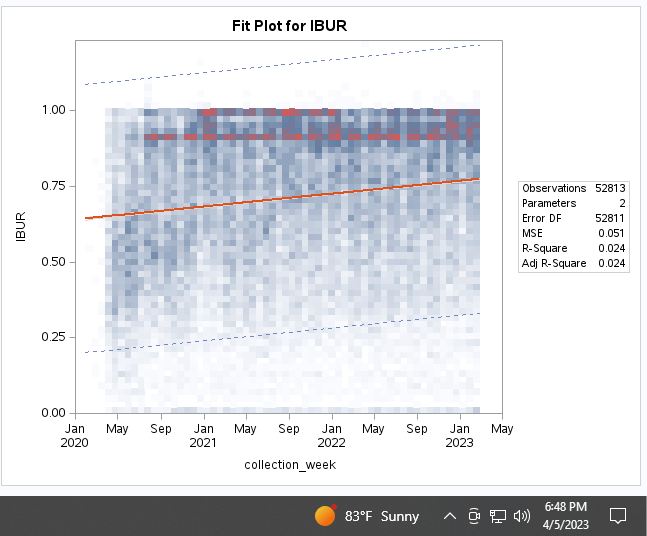 Fit Plot for IBUR
1.00
0.75
0.50
0.25
0.00
IBUR
Jan May Sep Jan May Sep Jan May Sep Jan May
2020 2021 2022 2023
collection_week
Observations 52813
Parameters 2
Error DF 52811
MSE 0.051
R-Square 0.024
Adj R-Square 0.024
83°F Sunny
6:48 PM
4/5/2023